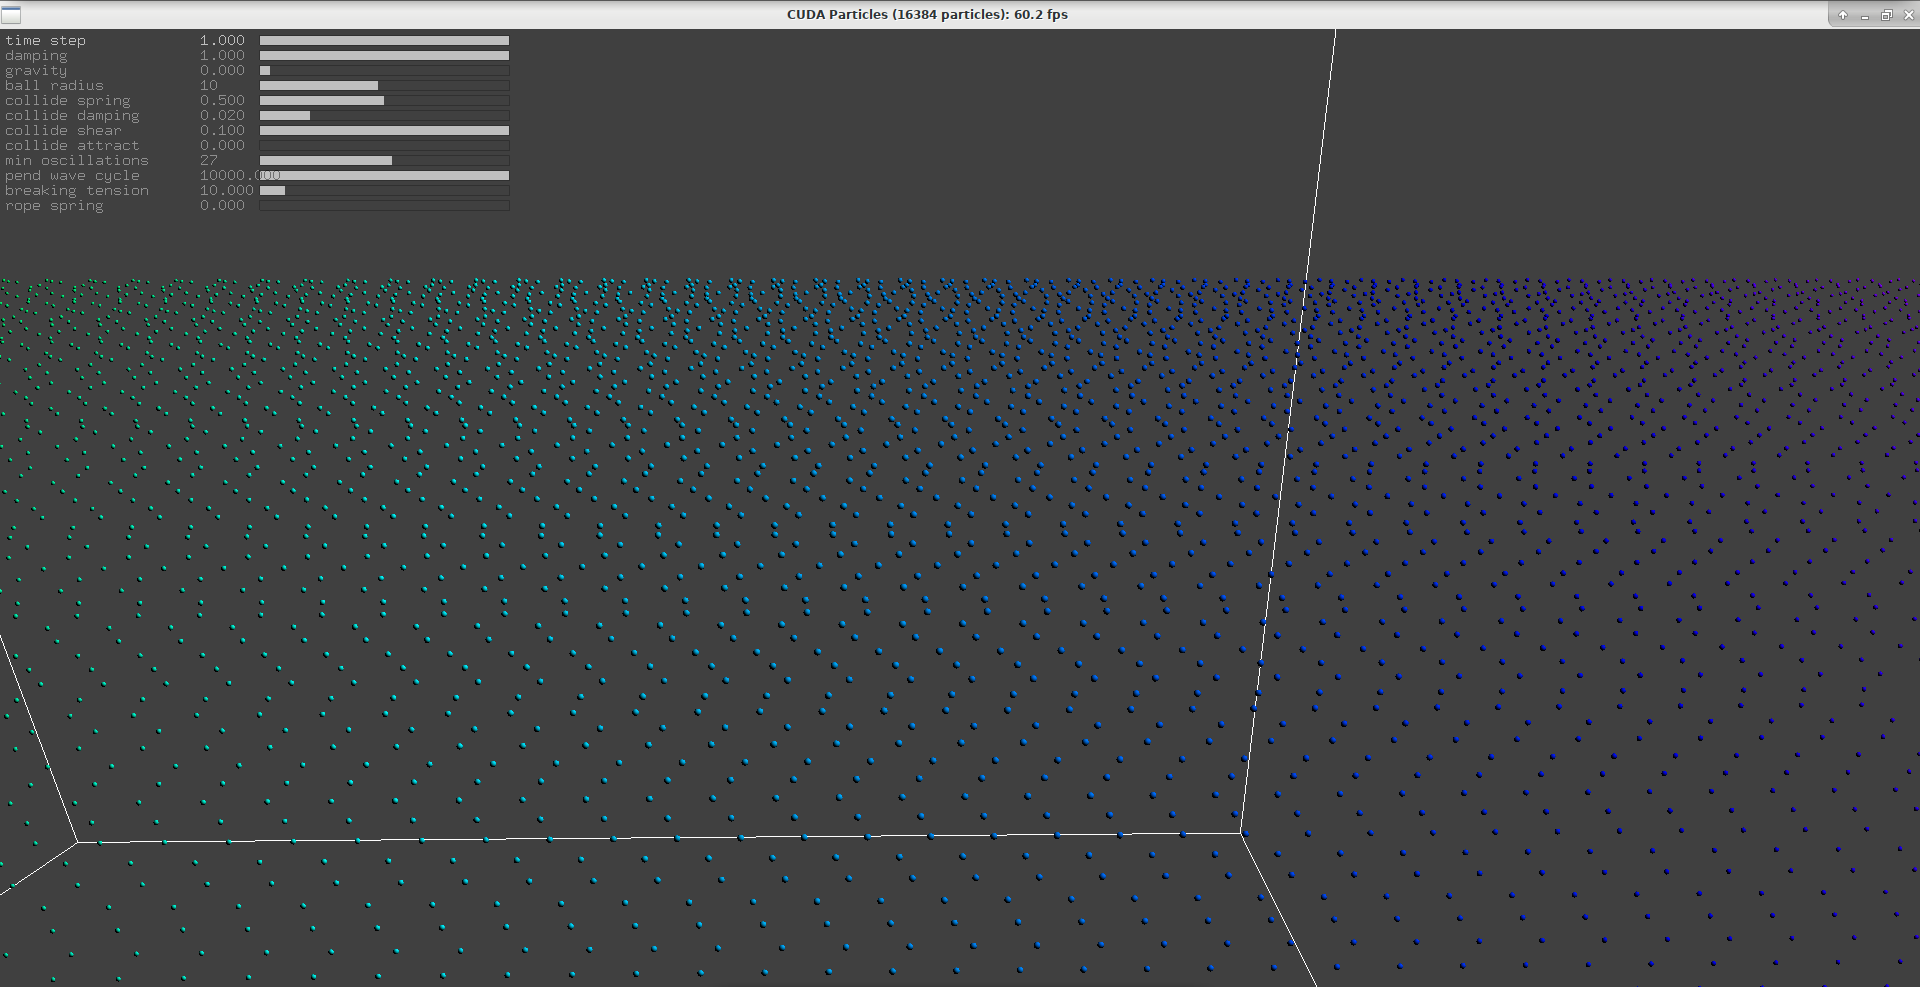 CUDA Particles (16384 particles): 60.2 fps
time step 1.000
damping 1.000
gravity 0.000
ball radius 10
collide spring 0.500
collide damping 0.020
collide shear 0.100
collide attract 0.000
min oscillations 27
pend wave cycle 10000.000
breaking tension 10.000
rope spring 0.000